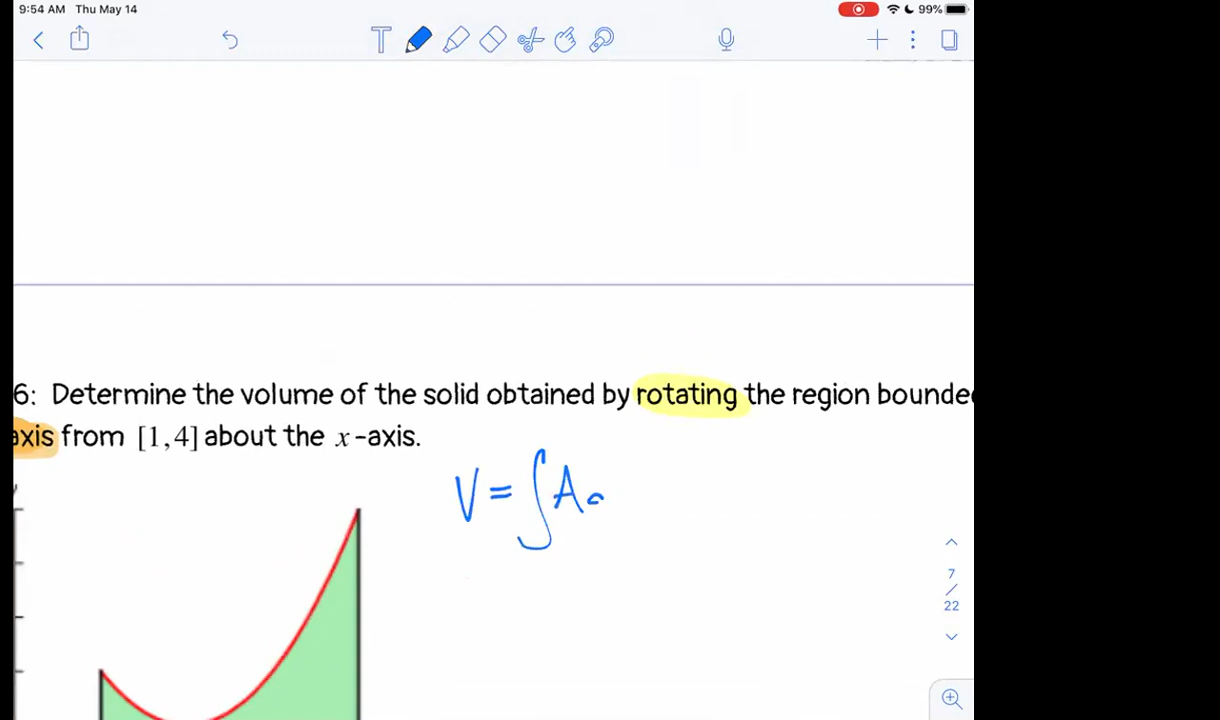 9:54 AM Thu May 14
99%
6: Determine the volume of the solid obtained by rotating the region bounde
axis from [1,4] about the x-axis.
V = ∫A
7
/
22